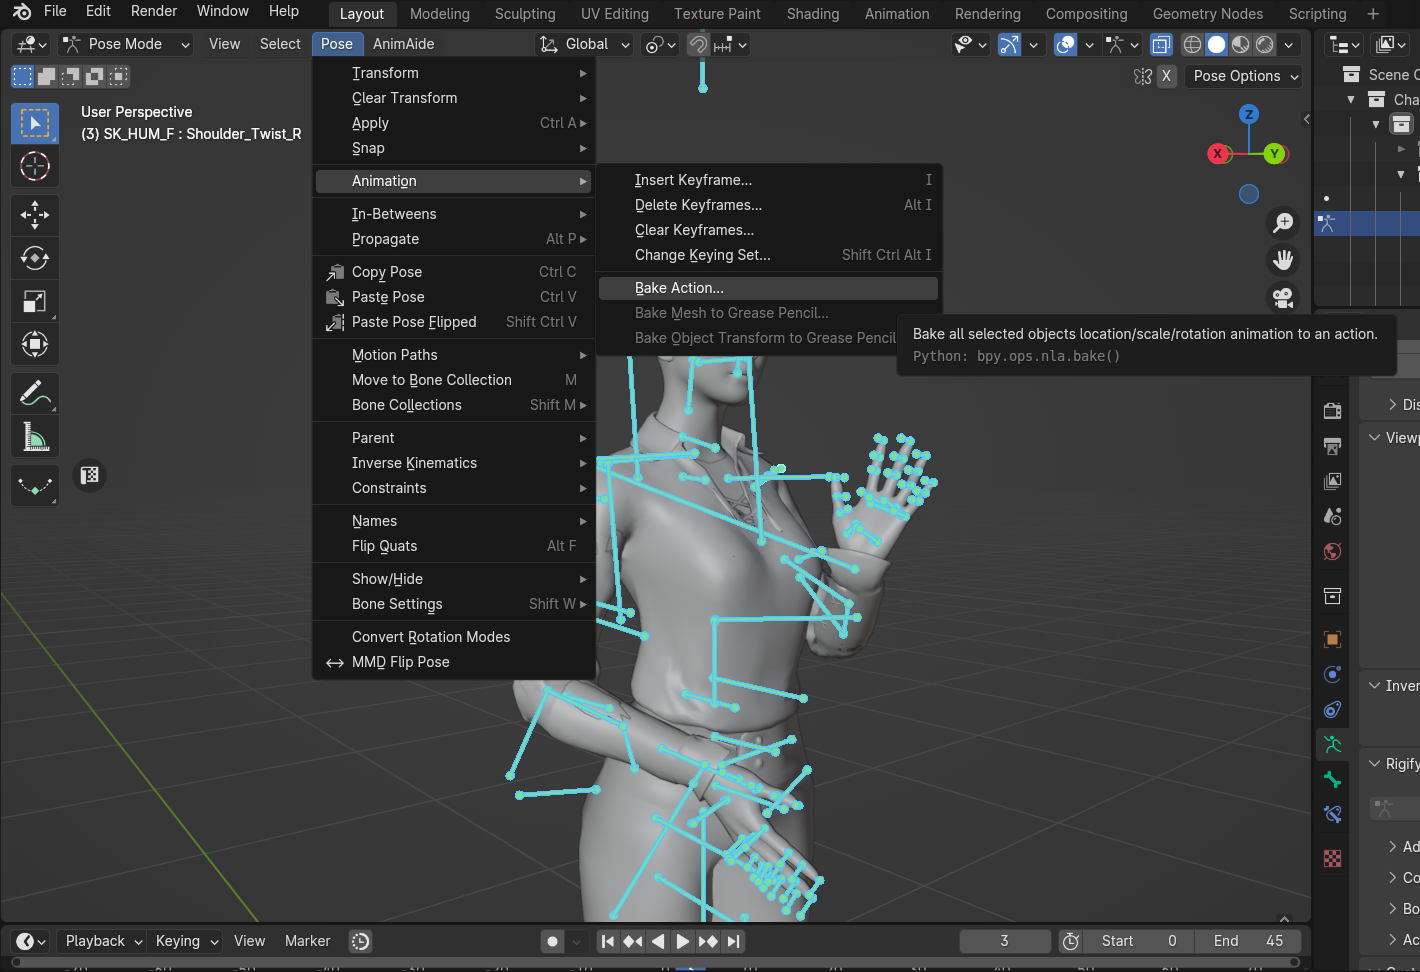 File Edit Render Window Help Layout Modeling Sculpting UV Editing Texture Paint Shading Animation Rendering Compositing Geometry Nodes Scripting
Pose Mode View Select Pose AnimAide Global
X Pose Options
User Perspective
(3) SK_HUM_F : Shoulder_Twist_R
Transform
Clear Transform
Apply Ctrl A
Snap
Animation
In-Betweens
Propagate Alt P
Copy Pose Ctrl C
Paste Pose Ctrl V
Paste Pose Flipped Shift Ctrl V
Motion Paths
Move to Bone Collection M
Bone Collections Shift M
Parent
Inverse Kinematics
Constraints
Names
Flip Quats Alt F
Show/Hide
Bone Settings Shift W
Convert Rotation Modes
MMD Flip Pose
Insert Keyframe... I
Delete Keyframes... Alt I
Clear Keyframes...
Change Keying Set... Shift Ctrl Alt I
Bake Action...
Bake Mesh to Grease Pencil...
Bake Object Transform to Grease Pencil
Bake all selected objects location/scale/rotation animation to an action.
Python: bpy.ops.nla.bake()
Z
X Y
Scene C
Cha
Dis
Viewp
Inver
Rigify
Ad
Co
Bo
Ac
Playback Keying View Marker 3 Start 0 End 45